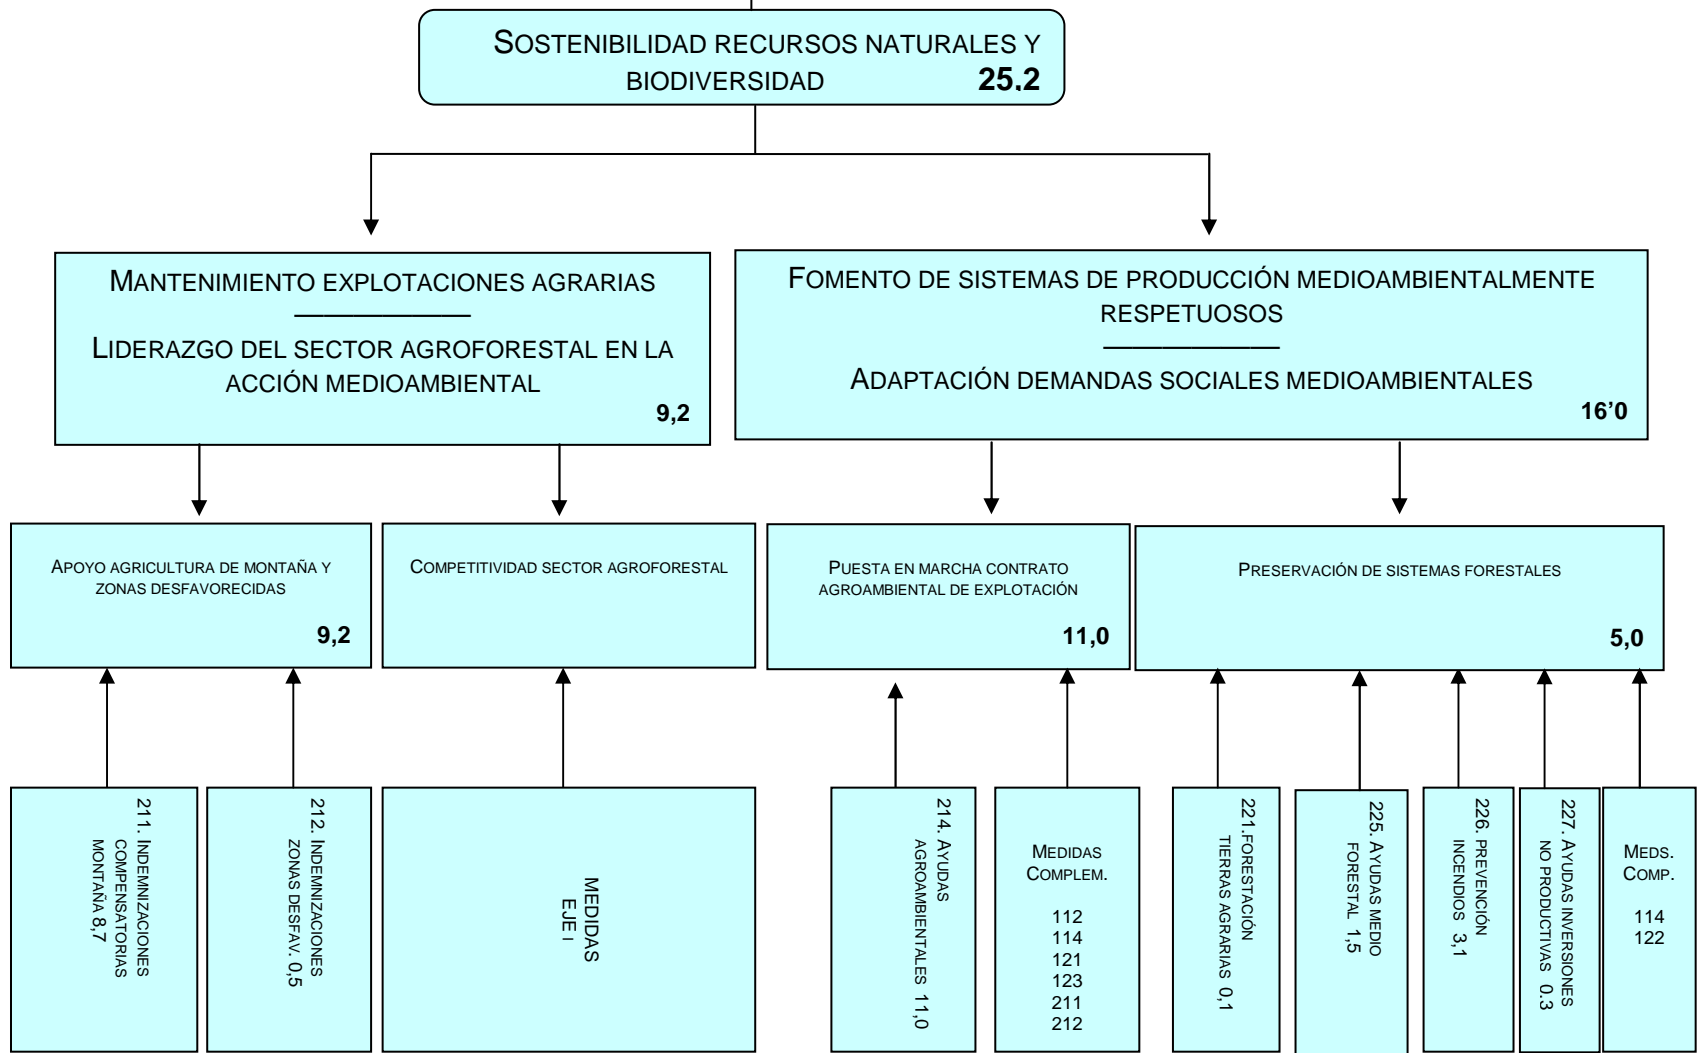 SOSTENIBILIDAD RECURSOS NATURALES Y
BIODIVERSIDAD 25,2
MANTENIMIENTO EXPLOTACIONES AGRARIAS
LIDERAZGO DEL SECTOR AGROFORESTAL EN LA
ACCIÓN MEDIOAMBIENTAL
9,2
FOMENTO DE SISTEMAS DE PRODUCCIÓN MEDIOAMBIENTALMENTE
RESPETUOSOS
ADAPTACIÓN DEMANDAS SOCIALES MEDIOAMBIENTALES
16’0
APOYO AGRICULTURA DE MONTAÑA Y
ZONAS DESFAVORECIDAS
9,2
COMPETITIVIDAD SECTOR AGROFORESTAL
PUESTA EN MARCHA CONTRATO
AGROAMBIENTAL DE EXPLOTACIÓN
11,0
PRESERVACIÓN DE SISTEMAS FORESTALES
5,0
211. INDEMNIZACIONES
COMPENSATORIAS
MONTAÑA 8,7
212. INDEMNIZACIONES
ZONAS DESFAV. 0,5
MEDIDAS
EJE I
214. AYUDAS
AGROAMBIENTALES 11,0
MEDIDAS
COMPLEM.
112
114
121
123
211
212
221.FORESTACIÓN
TIERRAS AGRARIAS 0,1
225. AYUDAS MEDIO
FORESTAL 1,5
226. PREVENCIÓN
INCENDIOS 3,1
227. AYUDAS INVERSIONES
NO PRODUCTIVAS 0.3
MEDS.
COMP.
114
122